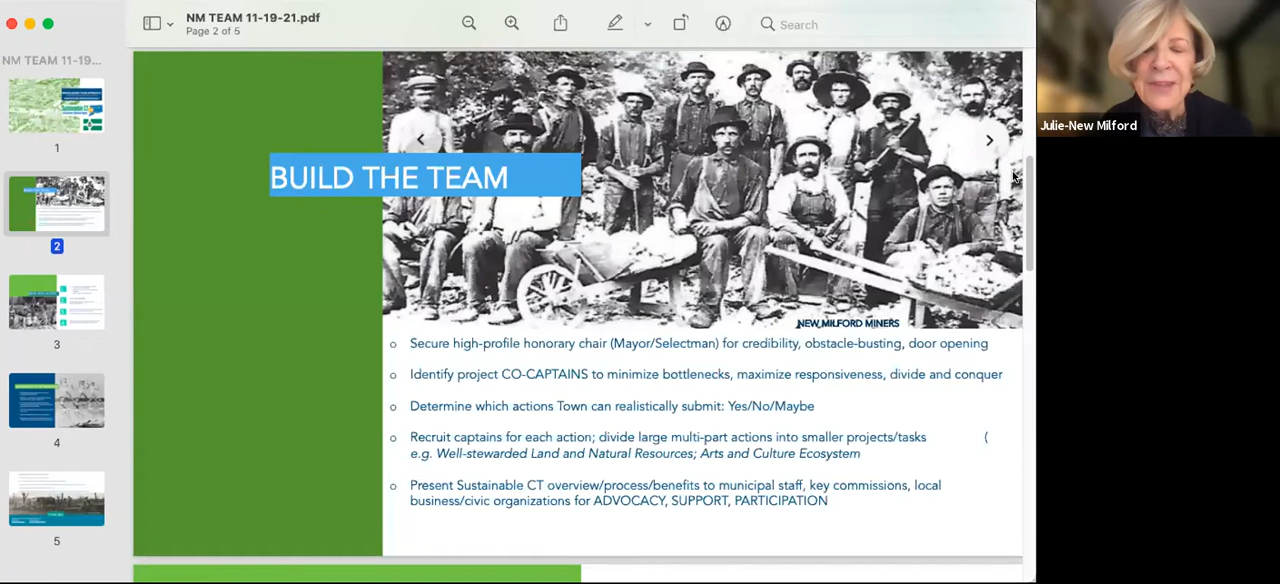 NM TEAM 11-19-21.pdf
Page 2 of 5
Search
NM TEAM 11-19...
1
2
3
4
5
BUILD THE TEAM
NEW MILFORD MINERS
o Secure high-profile honorary chair (Mayor/Selectman) for credibility, obstacle-busting, door opening
o Identify project CO-CAPTAINS to minimize bottlenecks, maximize responsiveness, divide and conquer
o Determine which actions Town can realistically submit: Yes/No/Maybe
o Recruit captains for each action; divide large multi-part actions into smaller projects/tasks (
e.g. Well-stewarded Land and Natural Resources; Arts and Culture Ecosystem
o Present Sustainable CT overview/process/benefits to municipal staff, key commissions, local
business/civic organizations for ADVOCACY, SUPPORT, PARTICIPATION
Julie-New Milford